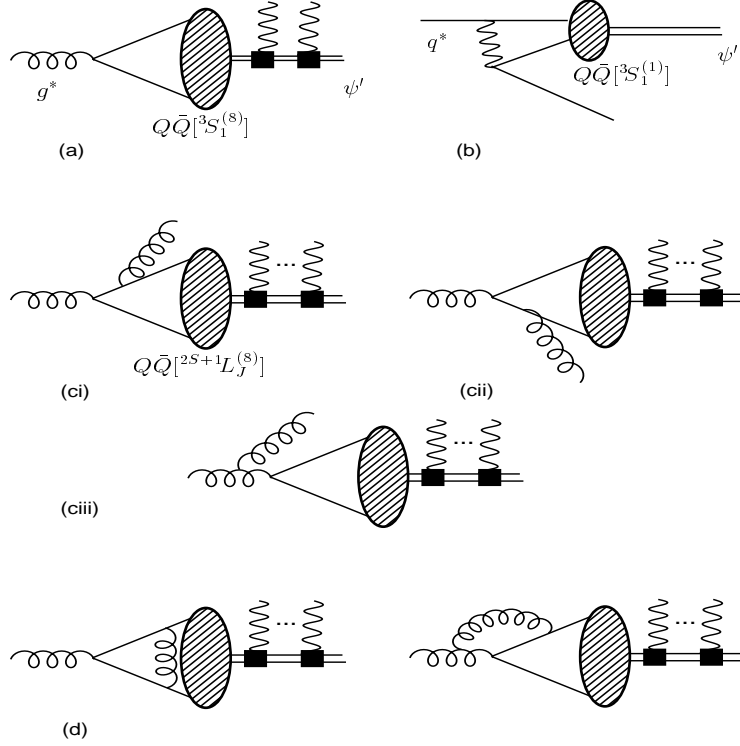 g* ψ′
QQ̄[³S₁⁽⁸⁾]
(a)
q* ψ′
QQ̄[³S₁⁽¹⁾]
(b)
...
QQ̄[²ˢ⁺¹L_J⁽⁸⁾]
(ci)
...
(cii)
...
(ciii)
...
...
(d)